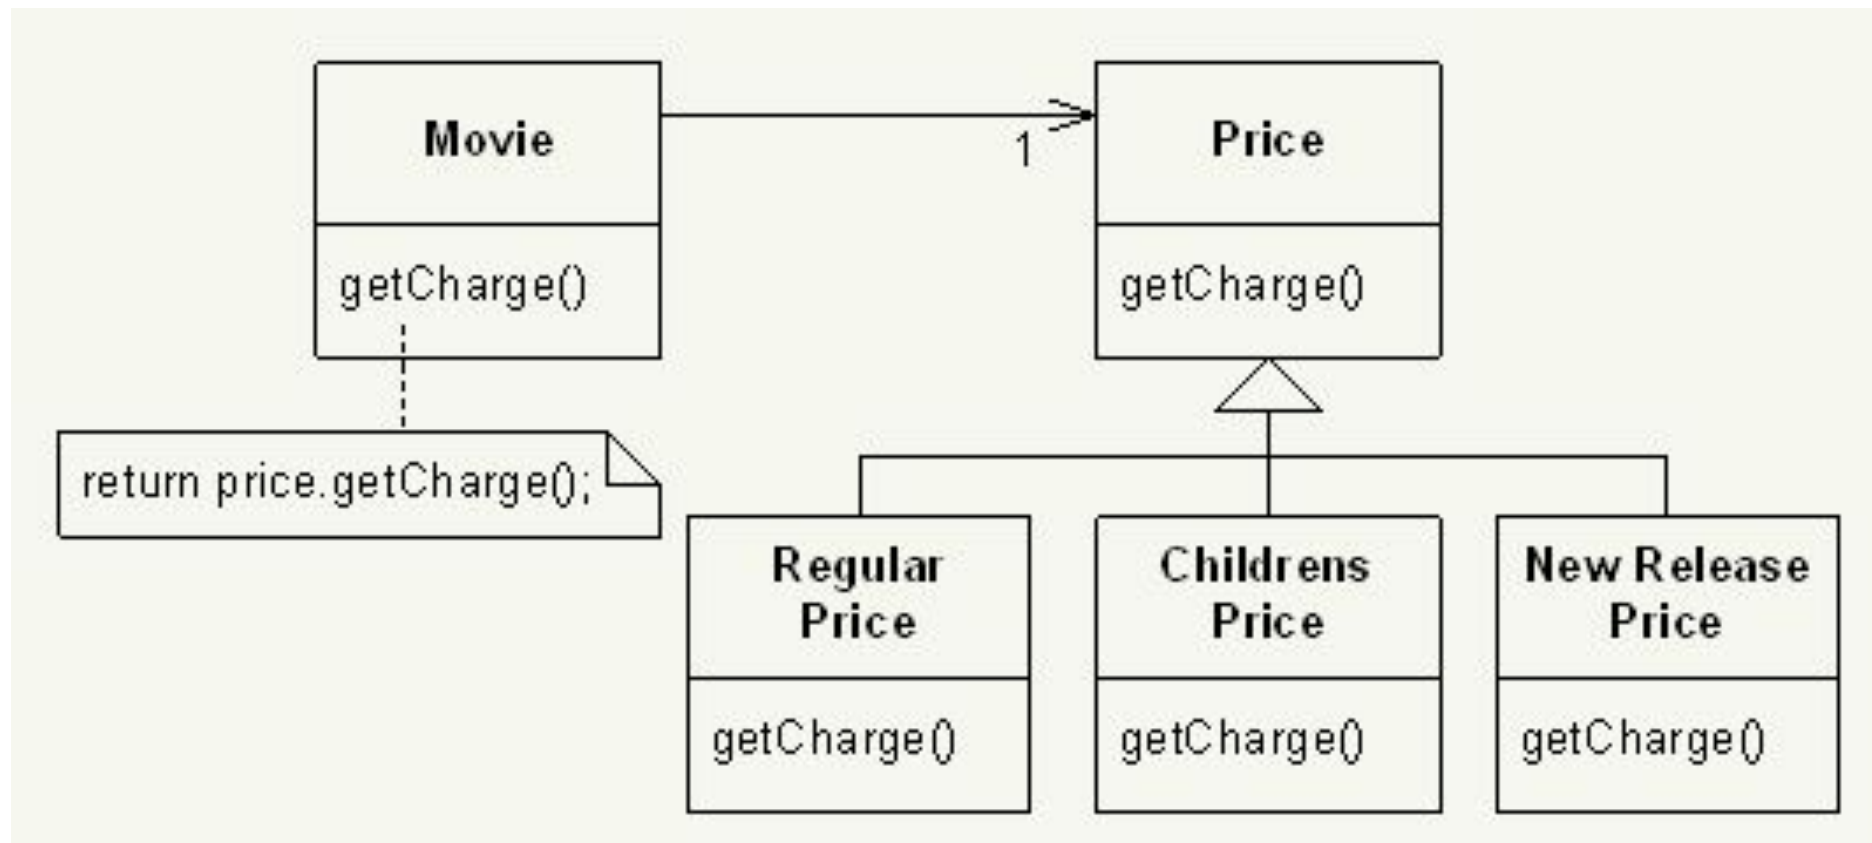 Movie
1
Price
getCharge()
getCharge()
return price.getCharge();
Regular
Price
Childrens
Price
New Release
Price
getCharge()
getCharge()
getCharge()